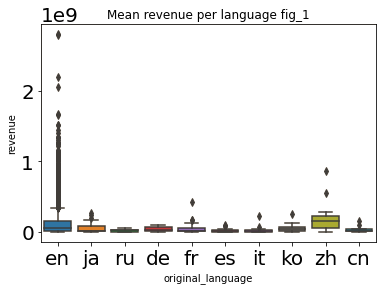 Mean revenue per language fig_1
1e9
2
1
0
revenue
en ja ru de fr es it ko zh cn
original_language